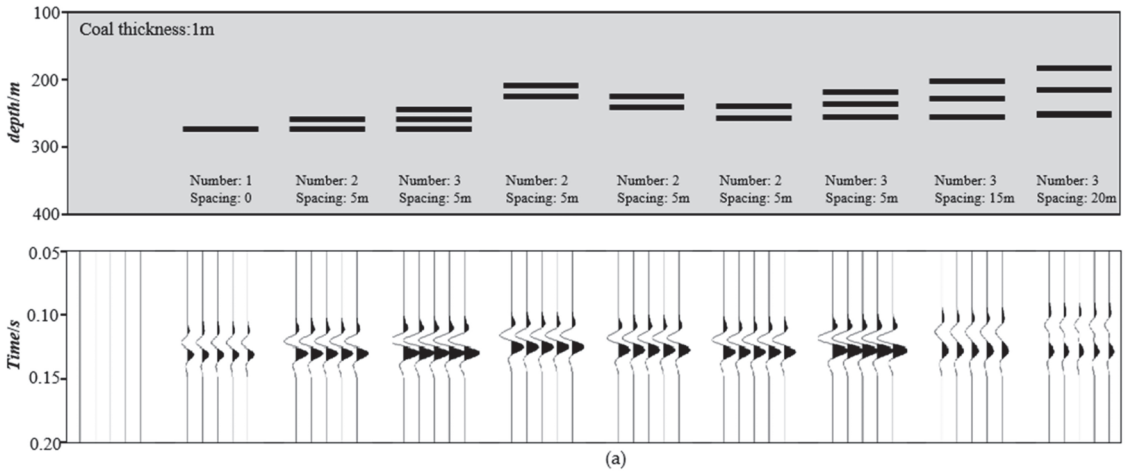 100
Coal thickness:1m
200
depth/m
300
400
Number: 1
Spacing: 0
Number: 2
Spacing: 5m
Number: 3
Spacing: 5m
Number: 2
Spacing: 5m
Number: 2
Spacing: 5m
Number: 2
Spacing: 5m
Number: 3
Spacing: 5m
Number: 3
Spacing: 15m
Number: 3
Spacing: 20m
0.05
0.10
Time/s
0.15
0.20
(a)